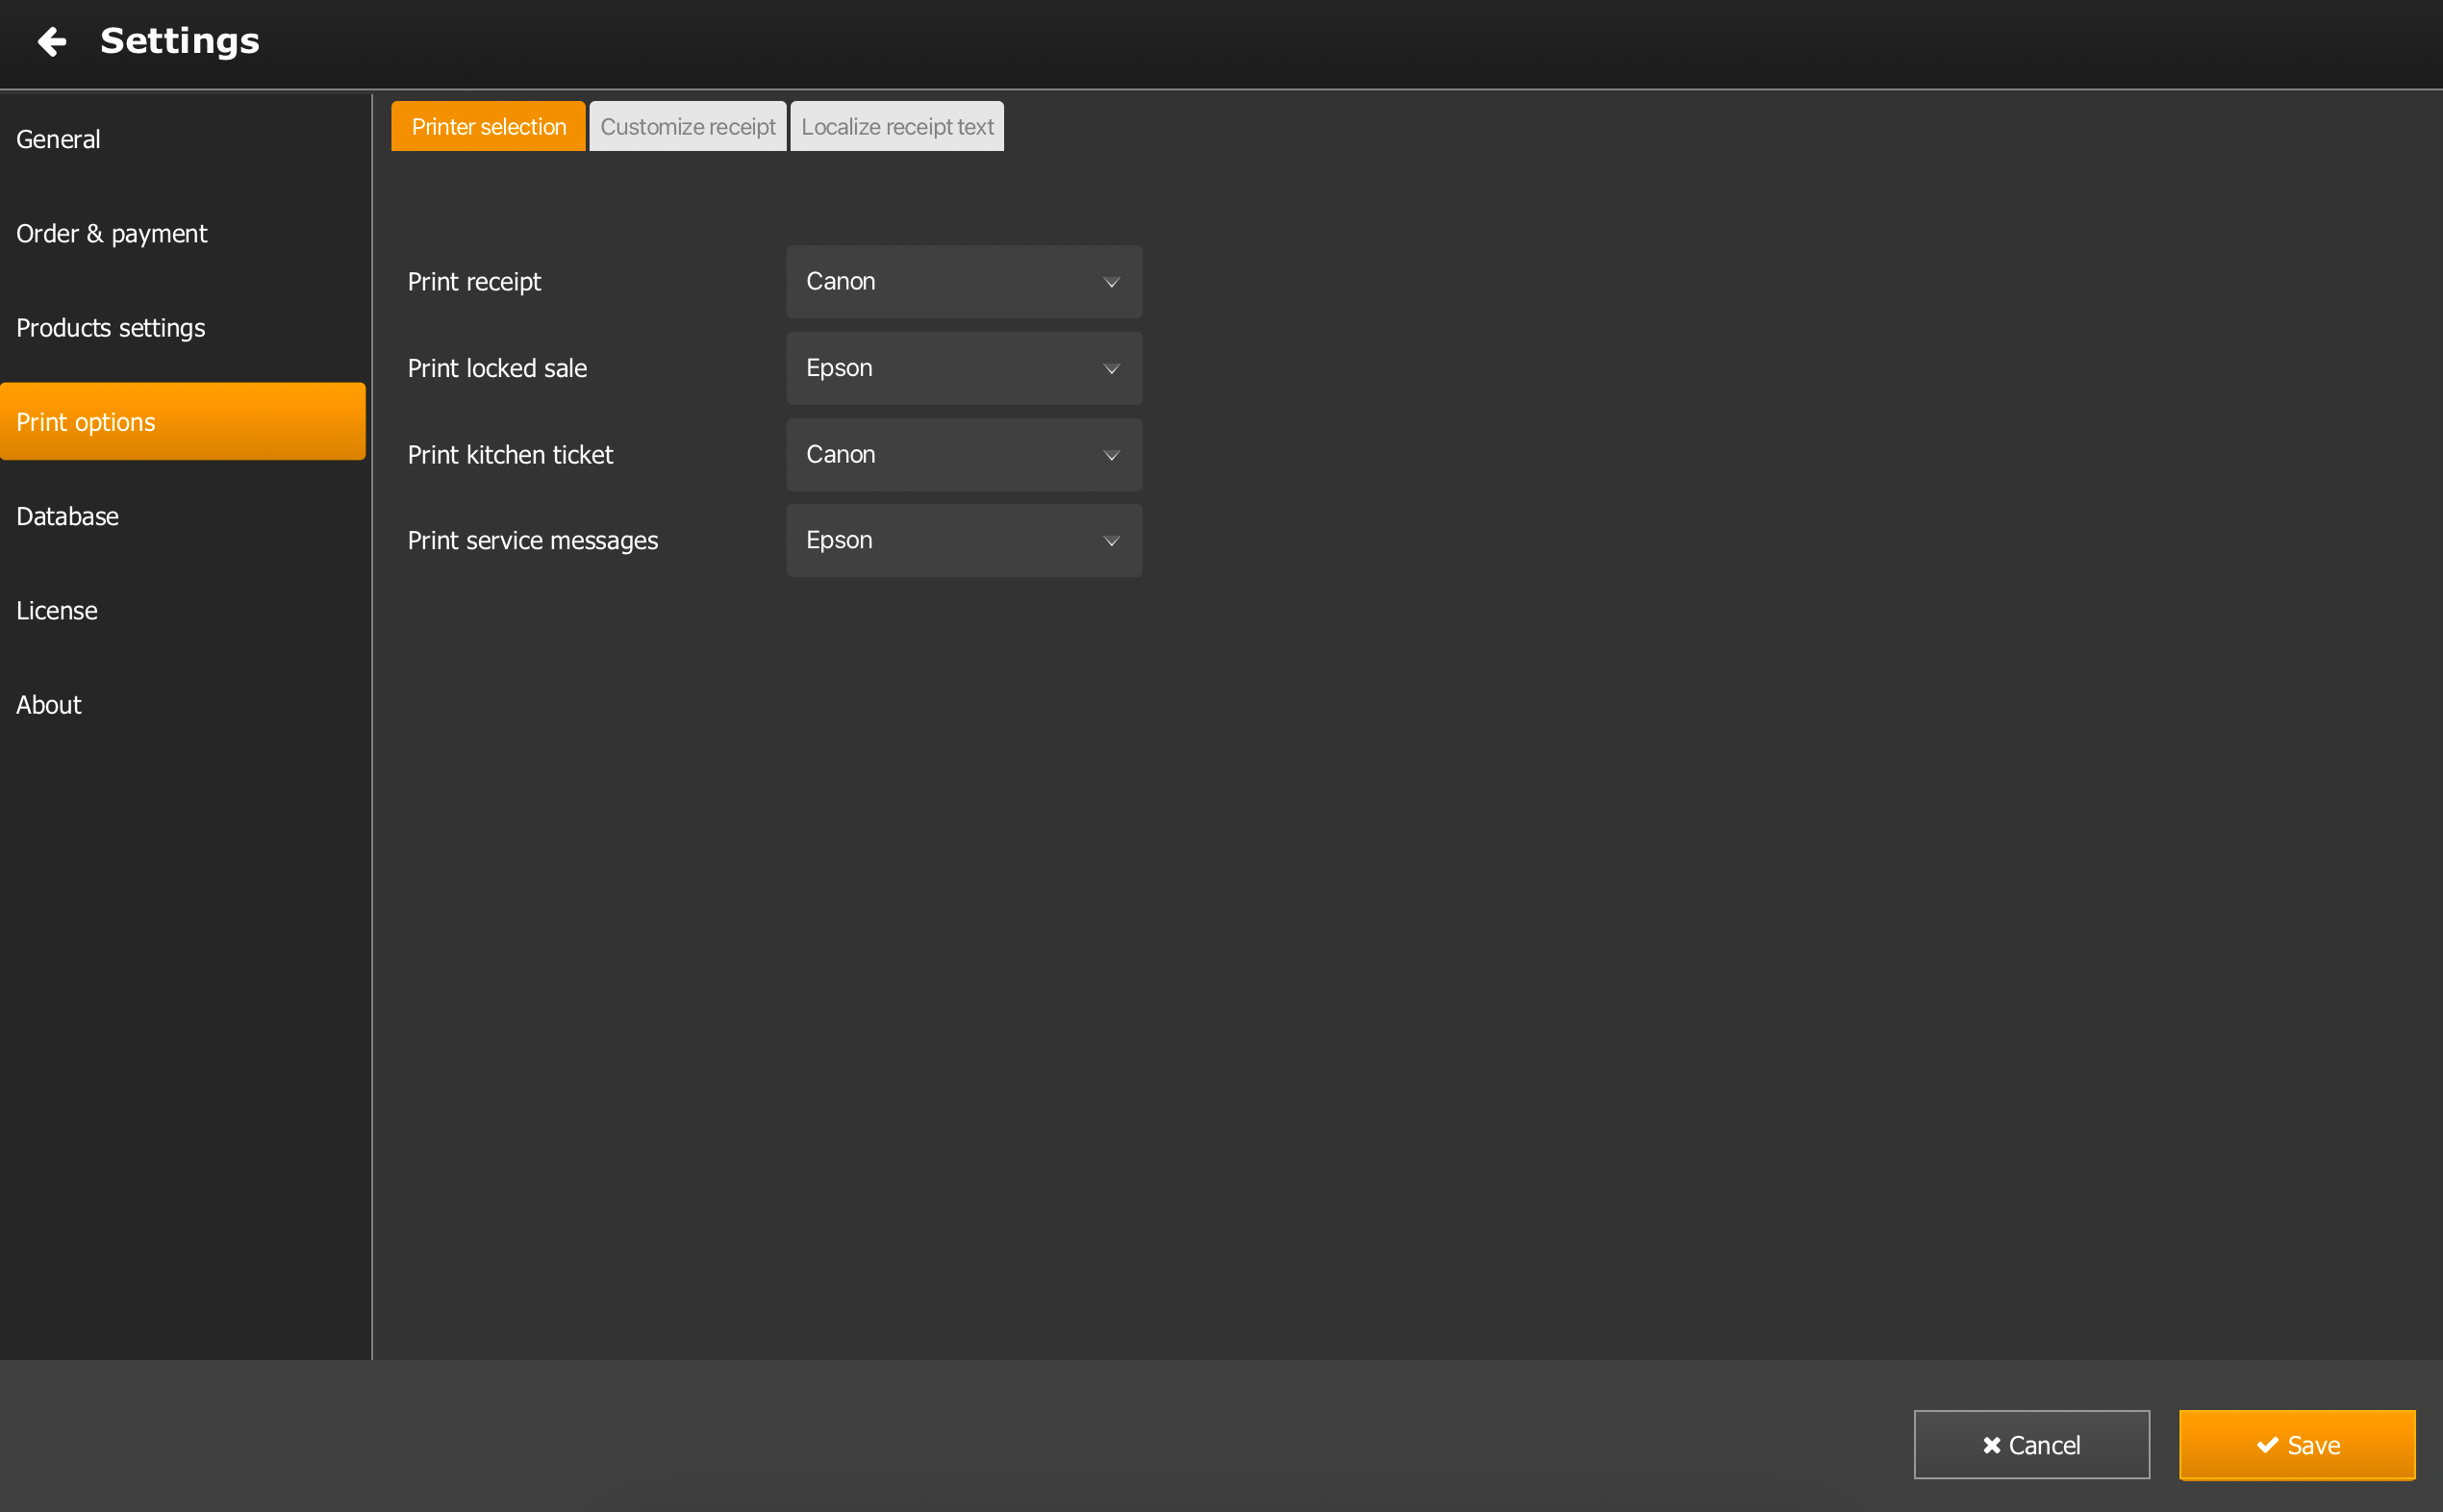 Settings
General
Order & payment
Products settings
Print options
Database
License
About
Printer selection
Customize receipt
Localize receipt text
Print receipt
Canon
Print locked sale
Epson
Print kitchen ticket
Canon
Print service messages
Epson
Cancel
Save